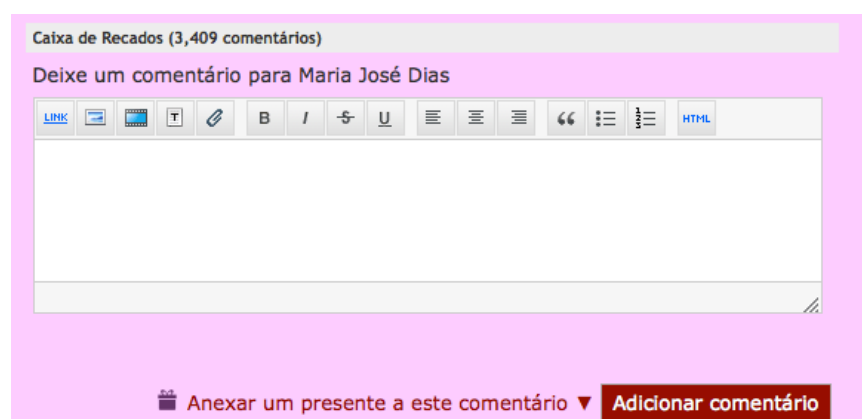 Caixa de Recados (3,409 comentários)
Deixe um comentário para Maria José Dias
LINK T B I S U HTML
Anexar um presente a este comentário ▼ Adicionar comentário